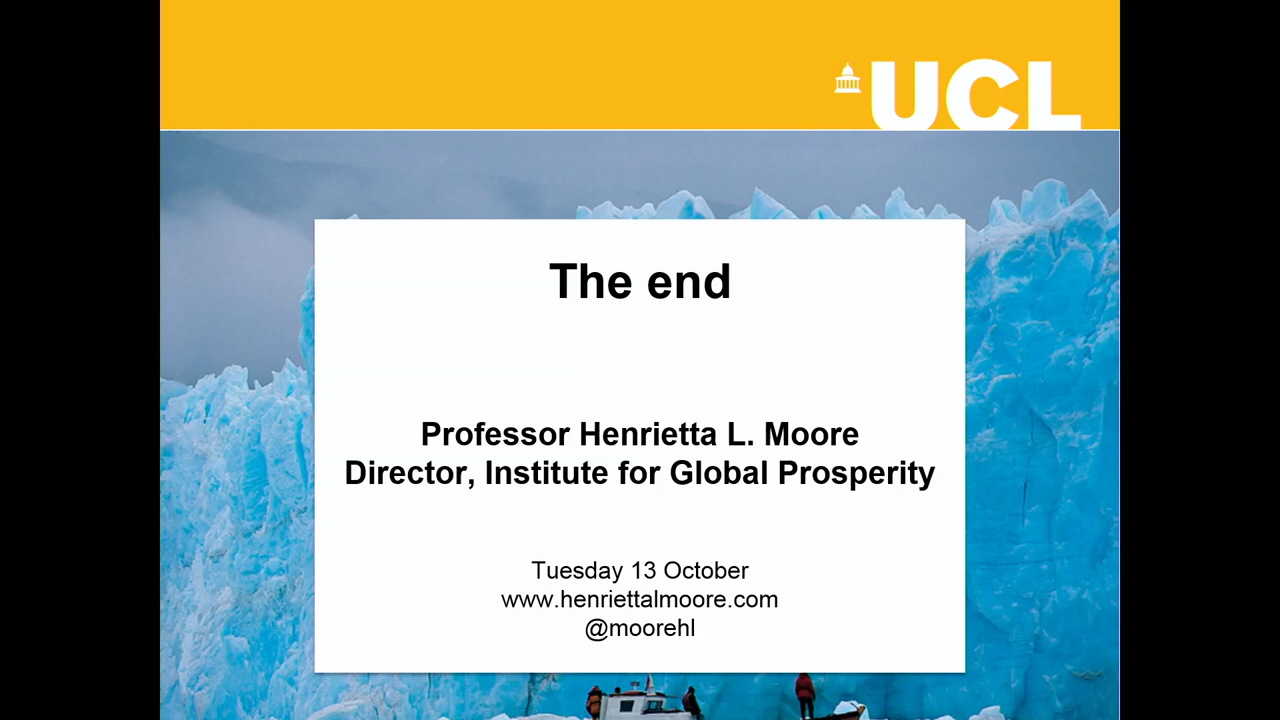 UCL
The end
Professor Henrietta L. Moore
Director, Institute for Global Prosperity
Tuesday 13 October
www.henriettalmoore.com
@moorehl